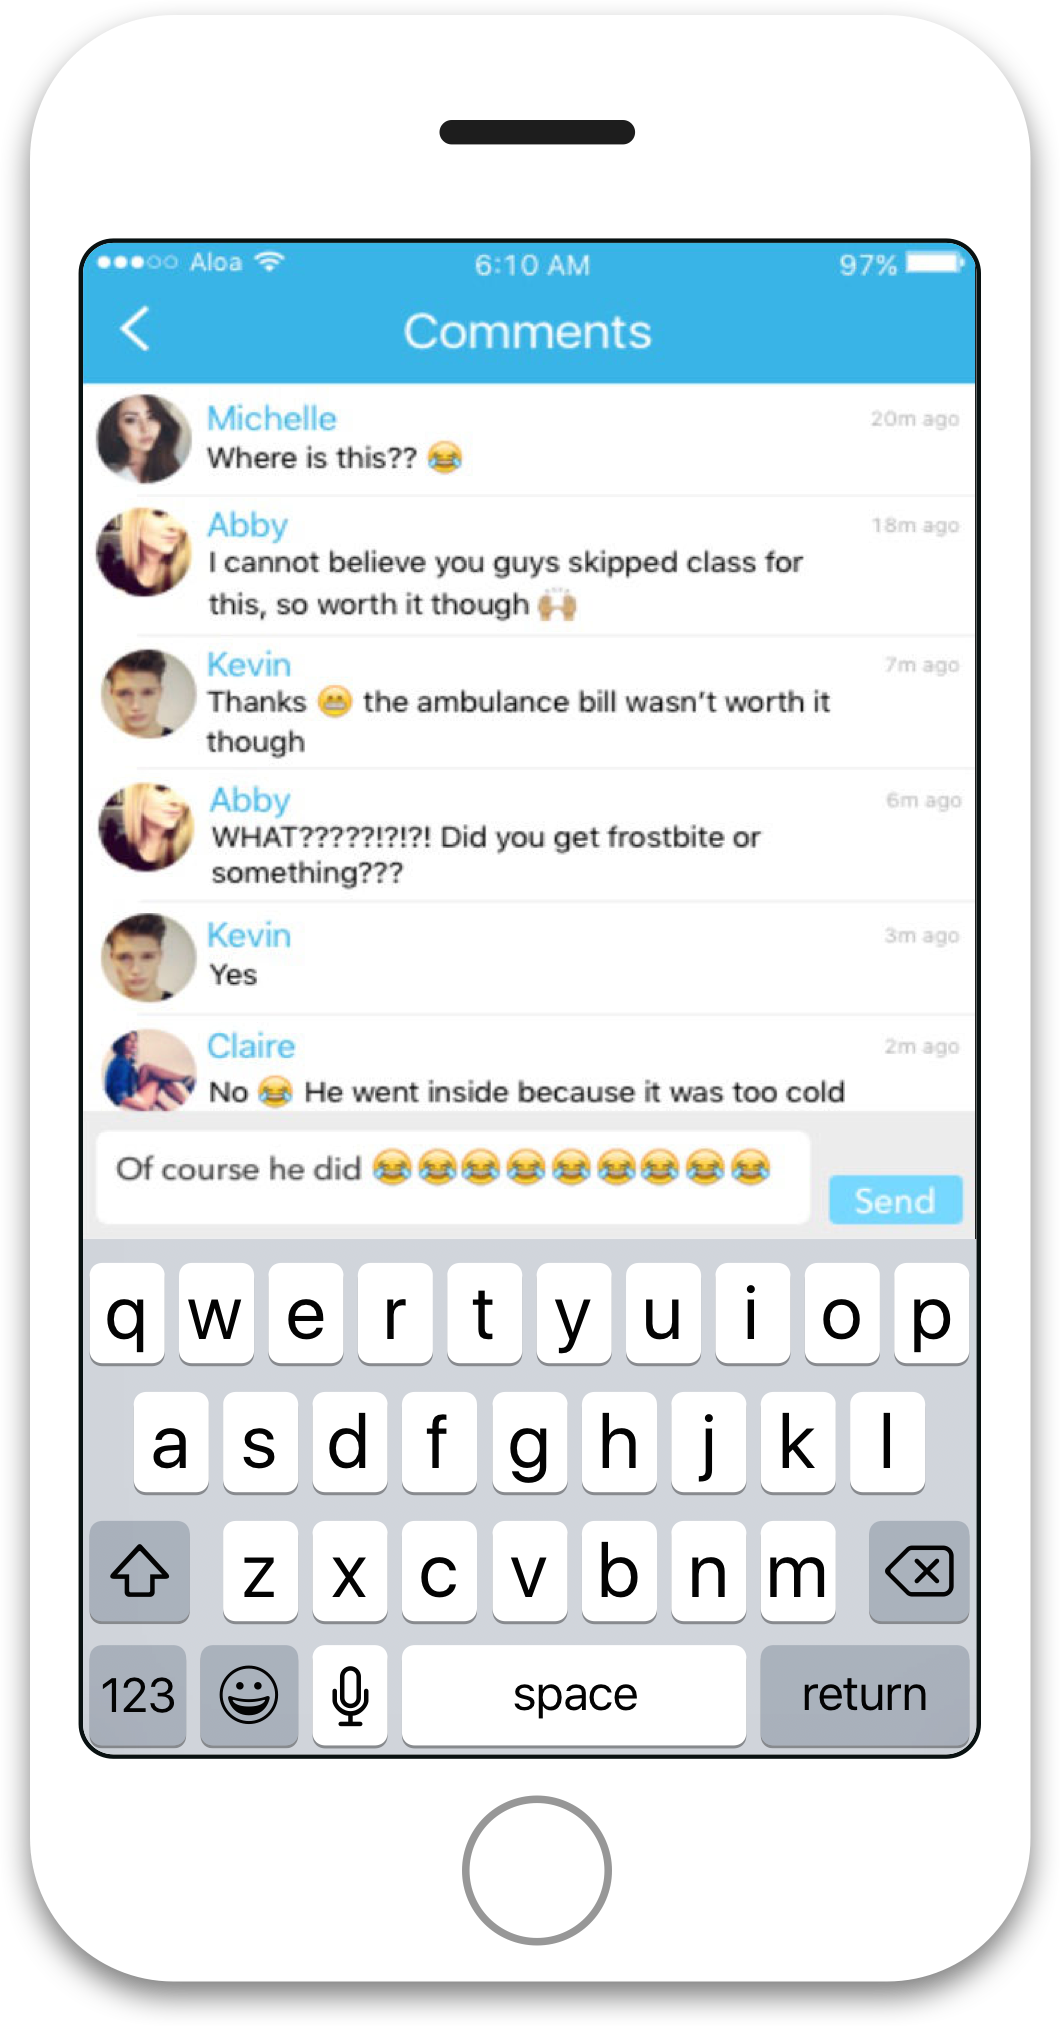 Aloa 6:10 AM 97%
Comments
Michelle 20m ago
Where is this?? 😂
Abby 18m ago
I cannot believe you guys skipped class for
this, so worth it though 🙌🏽
Kevin 7m ago
Thanks 😁 the ambulance bill wasn't worth it
though
Abby 6m ago
WHAT?????!?!?! Did you get frostbite or
something???
Kevin 3m ago
Yes
Claire 2m ago
No 😂 He went inside because it was too cold
Of course he did 😂😂😂😂😂😂😂😂😂
Send
q w e r t y u i o p
a s d f g h j k l
z x c v b n m
123 space return